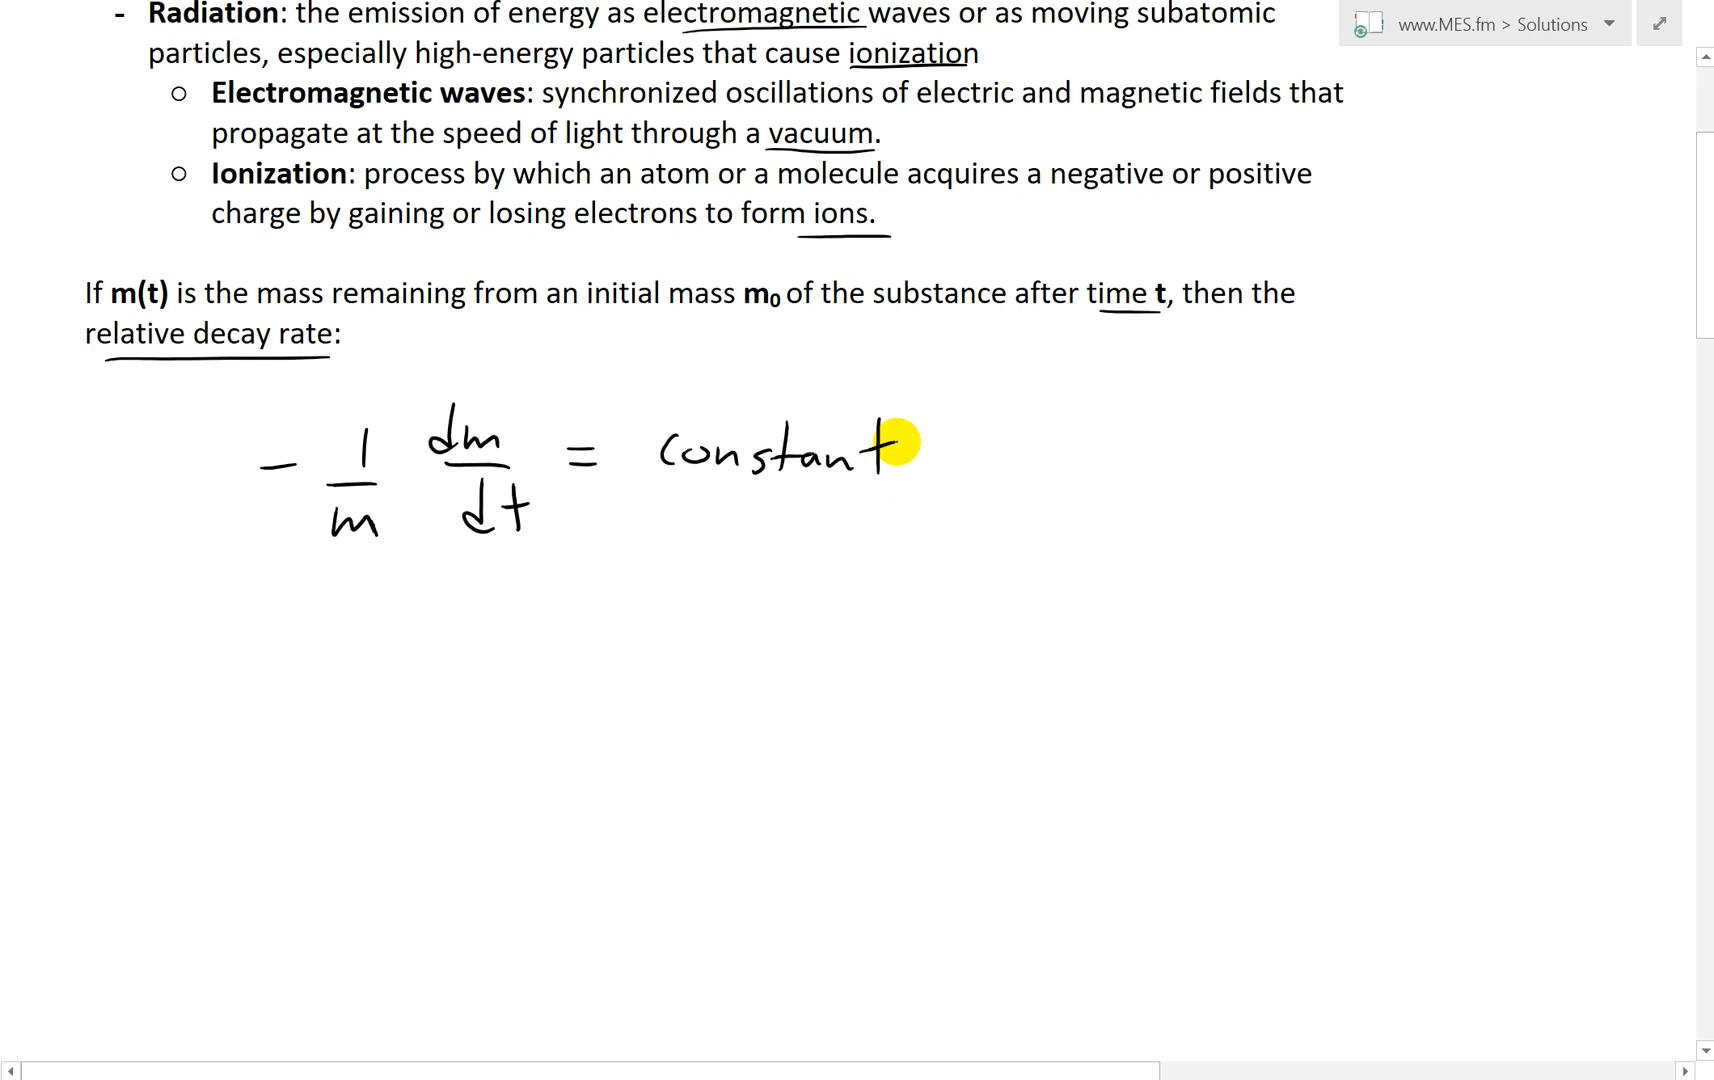 - Radiation: the emission of energy as electromagnetic waves or as moving subatomic
www.MES.fm > Solutions
particles, especially high-energy particles that cause ionization
○ Electromagnetic waves: synchronized oscillations of electric and magnetic fields that
propagate at the speed of light through a vacuum.
○ Ionization: process by which an atom or a molecule acquires a negative or positive
charge by gaining or losing electrons to form ions.
If m(t) is the mass remaining from an initial mass m₀ of the substance after time t, then the
relative decay rate:
- 1/m dm/dt = constant